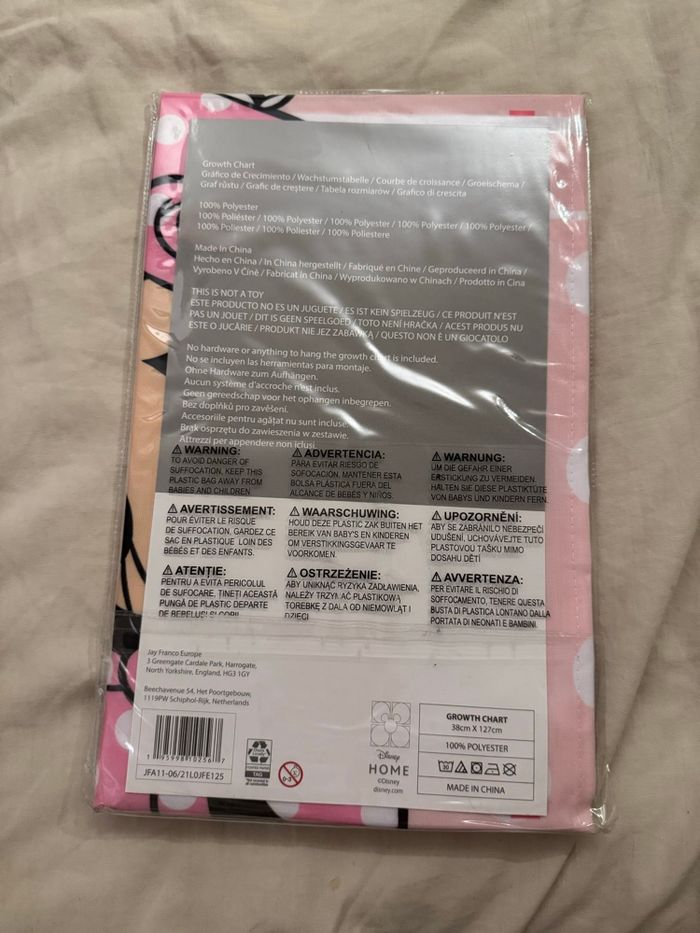 Growth Chart
Gráfico de Crecimiento / Wachstumstabelle / Courbe de croissance / Groeischema /
Graf růstu / Grafic de creștere / Tabela rozmiarów / Grafico di crescita
100% Polyester
100% Poliéster / 100% Polyester / 100% Polyester / 100% Polyester / 100% Polyester /
100% Poliester / 100% Poliester / 100% Poliestere
Made In China
Hecho en China / In China hergestellt / Fabriqué en Chine / Geproduceerd in China /
Vyrobeno V Číně / Fabricat în China / Wyprodukowano w Chinach / Prodotto in Cina
THIS IS NOT A TOY
ESTE PRODUCTO NO ES UN JUGUETE / ES IST KEIN SPIELZEUG / CE PRODUIT N'EST
PAS UN JOUET / DIT IS GEEN SPEELGOED / TOTO NENÍ HRAČKA / ACEST PRODUS NU
ESTE O JUCĂRIE / PRODUKT NIE JEZ ZABAWKĄ / QUESTO NON È UN GIOCATOLO
No hardware or anything to hang the growth chart is included.
No se incluyen las herramientas para montaje.
Ohne Hardware zum Aufhängen.
Aucun système d'accroche n'est inclus.
Geen gereedschap voor het ophangen inbegrepen.
Bez doplňků pro zavěšení.
Accesoriile pentru agățat nu sunt incluse.
Brak osprzętu do zawieszenia w zestawie.
Attrezzi per appendere non inclusi.
⚠ WARNING:
TO AVOID DANGER OF
SUFFOCATION, KEEP THIS
PLASTIC BAG AWAY FROM
BABIES AND CHILDREN
⚠ ADVERTENCIA:
PARA EVITAR RIESGO DE
SOFOCACIÓN, MANTENER ESTA
BOLSA PLÁSTICA FUERA DEL
ALCANCE DE BEBÉS Y NIÑOS.
⚠ WARNUNG:
UM DIE GEFAHR EINER
ERSTICKUNG ZU VERMEIDEN,
HALTEN SIE DIESE PLASTIKTÜTE
VON BABYS UND KINDERN FERN.
⚠ AVERTISSEMENT:
POUR ÉVITER LE RISQUE
DE SUFFOCATION, GARDEZ CE
SAC EN PLASTIQUE LOIN DES
BÉBÉS ET DES ENFANTS.
⚠ WAARSCHUWING:
HOUD DEZE PLASTIC ZAK BUITEN HET
BEREIK VAN BABY'S EN KINDEREN
OM VERSTIKKINGSGEVAAR TE
VOORKOMEN.
⚠ UPOZORNĚNÍ:
ABY SE ZABRÁNILO NEBEZPEČÍ
UDUŠENÍ, UCHOVÁVEJTE TUTO
PLASTOVOU TAŠKU MIMO
DOSAHU DĚTÍ
⚠ ATENȚIE:
PENTRU A EVITA PERICOLUL
DE SUFOCARE, ȚINEȚI ACEASTĂ
PUNGĂ DE PLASTIC DEPARTE
DE BEBELUȘI ȘI COPII.
⚠ OSTRZEŻENIE:
ABY UNIKNĄĆ RYZYKA ZADŁAWIENIA,
NALEŻY TRZYMAĆ PLASTIKOWĄ
TOREBKĘ Z DALA OD NIEMOWLĄT I
DZIECI
⚠ AVVERTENZA:
PER EVITARE IL RISCHIO DI
SOFFOCAMENTO, TENERE QUESTA
BUSTA DI PLASTICA LONTANO DALLA
PORTATA DI NEONATI E BAMBINI.
Jay Franco Europe
3 Greengate Cardale Park, Harrogate,
North Yorkshire, England, HG3 1GY
Beechavenue 54, Het Poortgebouw,
1119PW Schiphol-Rijk, Netherlands
1 95998 10256 7
JFA11-06/21L0JFE125
TAG
0-3
Disney
HOME
©Disney
disney.com
GROWTH CHART
38cm X 127cm
100% POLYESTER
30
MADE IN CHINA